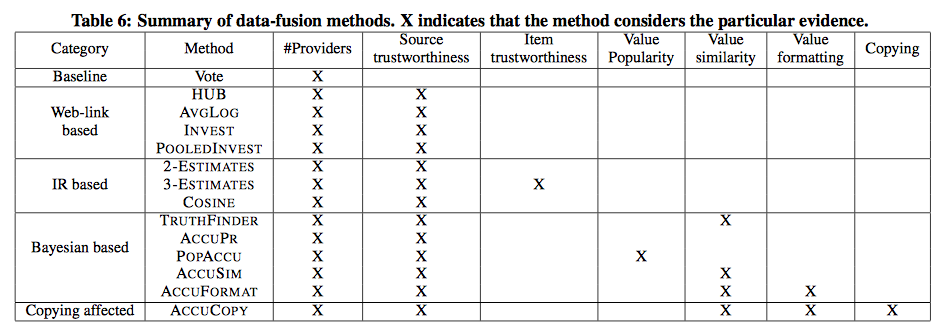 Table 6: Summary of data-fusion methods. X indicates that the method considers the particular evidence.
Category Method #Providers Source trustworthiness Item trustworthiness Value Popularity Value similarity Value formatting Copying
Baseline Vote X
Web-link based
HUB X X
AVGLOG X X
INVEST X X
POOLEDINVEST X X
IR based
2-ESTIMATES X X
3-ESTIMATES X X X
COSINE X X
Bayesian based
TRUTHFINDER X X X
ACCUPR X X
POPACCU X X X
ACCUSIM X X X
ACCUFORMAT X X X X
Copying affected ACCUCOPY X X X X X